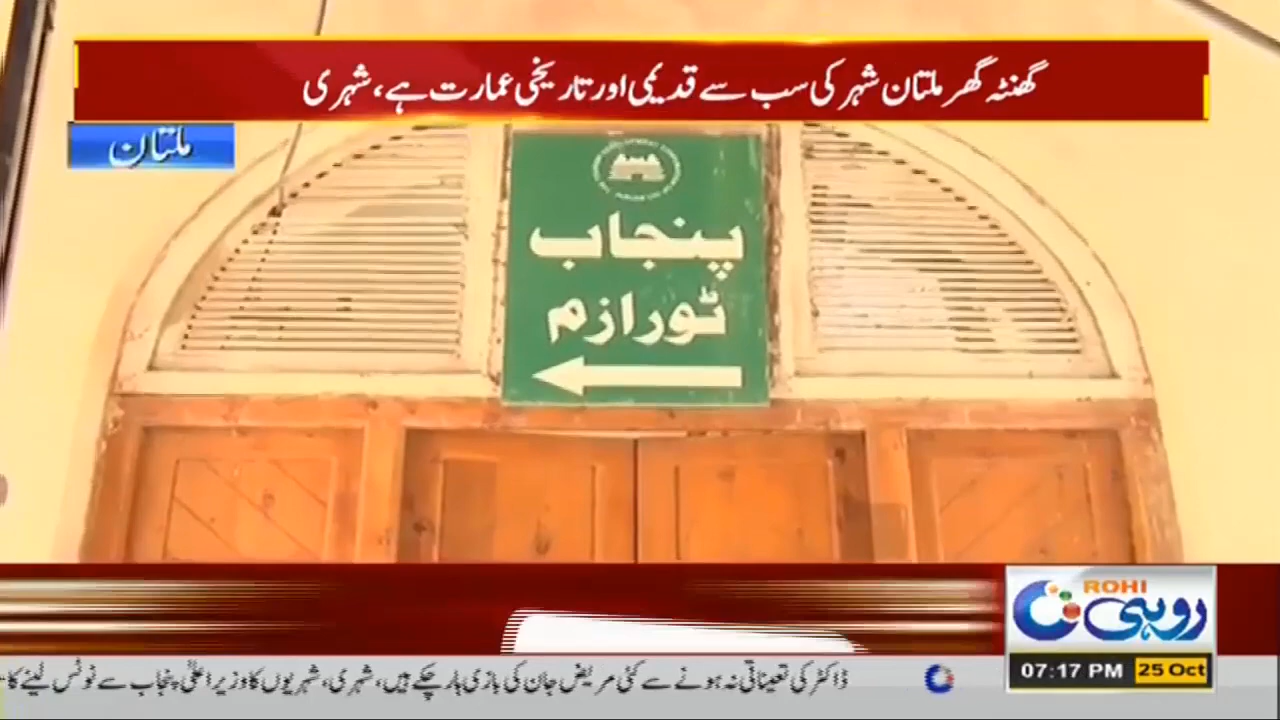 گھنٹہ گھر ملتان شہر کی سب سے قدیمی اور تاریخی عمارت ہے، شہری
ملتان
پنجاب
ٹورازم
ROHI
روہی
07:17 PM 25 Oct
ڈاکٹر کی تعیناتی نہ ہونے سے کئی مریض جان کی بازی ہار چکے ہیں، شہری، شہریوں کا وزیراعلیٰ پنجاب سے نوٹس لینے کا